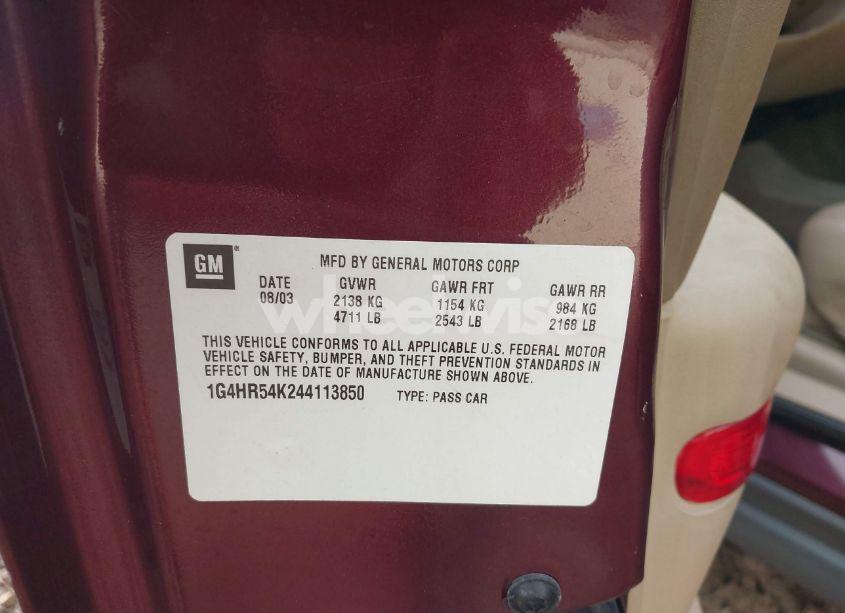 GM ®
MFD BY GENERAL MOTORS CORP
DATE GVWR GAWR FRT GAWR RR
08/03 2138 KG 1154 KG 984 KG
4711 LB 2543 LB 2168 LB
THIS VEHICLE CONFORMS TO ALL APPLICABLE U.S. FEDERAL MOTOR
VEHICLE SAFETY, BUMPER, AND THEFT PREVENTION STANDARDS IN
EFFECT ON THE DATE OF MANUFACTURE SHOWN ABOVE.
1G4HR54K244113850 TYPE: PASS CAR